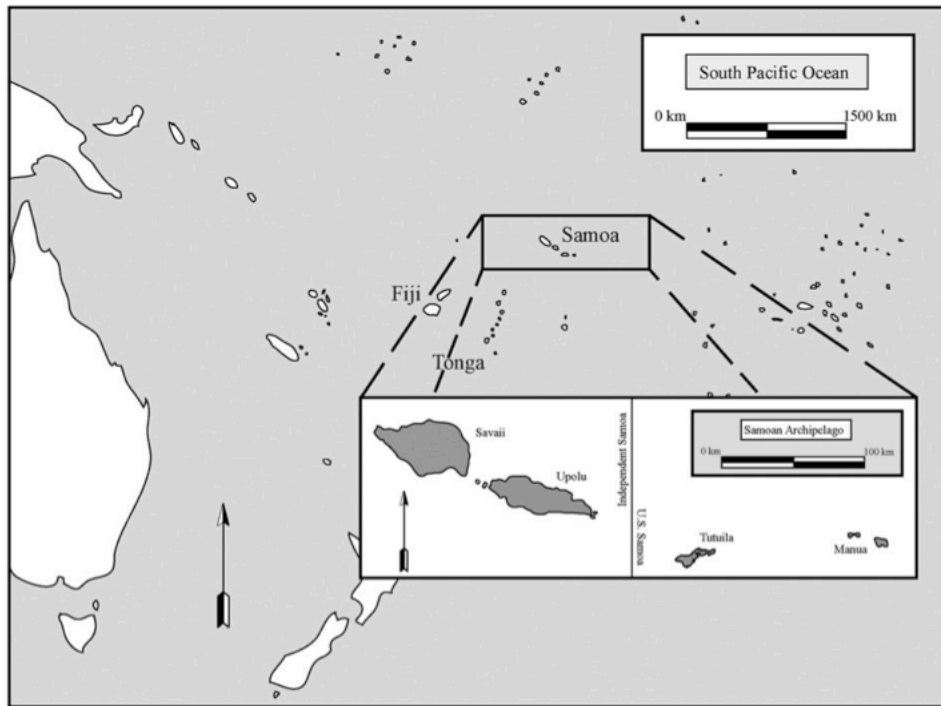 South Pacific Ocean
0 km 1500 km
Samoa
Fiji
Tonga
Savaii
Upolu
Independent Samoa
U.S. Samoa
Samoan Archipelago
0 km 100 km
Tutuila
Manua